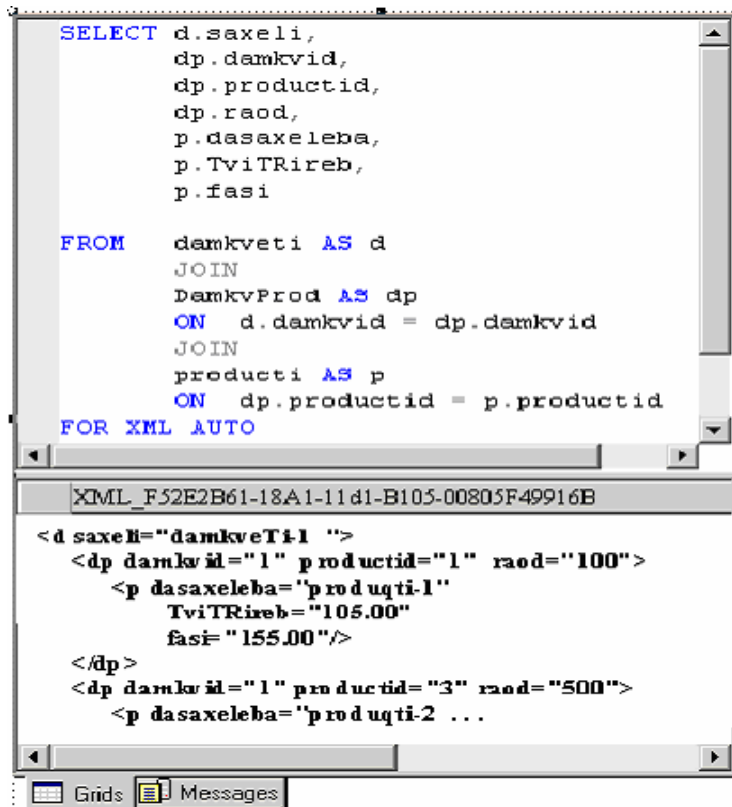 SELECT d.saxeli,
dp.damkvid,
dp.productid,
dp.raod,
p.dasaxeleba,
p.TviTRireb,
p.fasi
FROM damkveti AS d
JOIN
DamkvProd AS dp
ON d.damkvid = dp.damkvid
JOIN
producti AS p
ON dp.productid = p.productid
FOR XML AUTO
XML_F52E2B61-18A1-11d1-B105-00805F49916B
<d saxeli="damkveTi-1 ">
<dp damkvid="1" productid="1" raod="100">
<p dasaxeleba="produqti-1"
TviTRireb="105.00"
fasi="155.00"/>
</dp>
<dp damkvid="1" productid="3" raod="500">
<p dasaxeleba="produqti-2 ...
Grids Messages